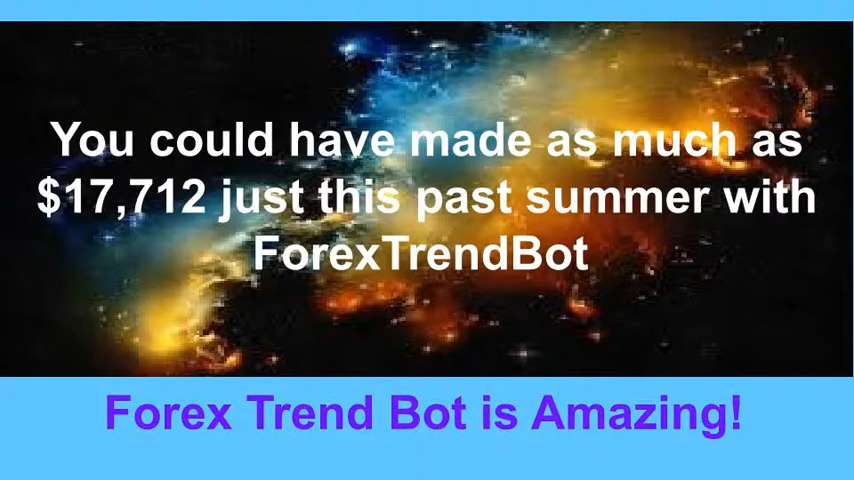 You could have made as much as
$17,712 just this past summer with
ForexTrendBot
Forex Trend Bot is Amazing!